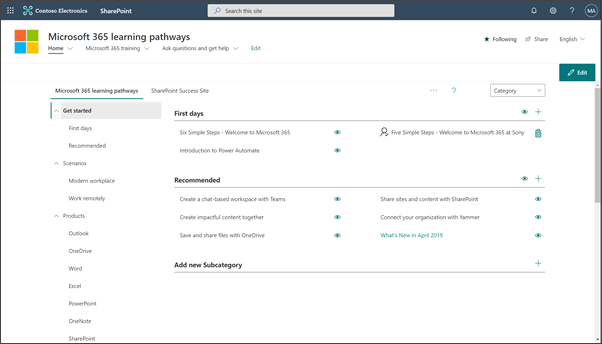 Contoso Electronics SharePoint Search this site MA
Microsoft 365 learning pathways
Home Microsoft 365 training Ask questions and get help Edit
Following Share English
Edit
Microsoft 365 learning pathways SharePoint Success Site ... ? Category
Get started
First days
Recommended
Scenarios
Modern workplace
Work remotely
Products
Outlook
OneDrive
Word
Excel
PowerPoint
OneNote
SharePoint
First days
Six Simple Steps - Welcome to Microsoft 365
Five Simple Steps - Welcome to Microsoft 365 at Sony
Introduction to Power Automate
Recommended
Create a chat-based workspace with Teams
Share sites and content with SharePoint
Create impactful content together
Connect your organization with Yammer
Save and share files with OneDrive
What's New in April 2019
Add new Subcategory